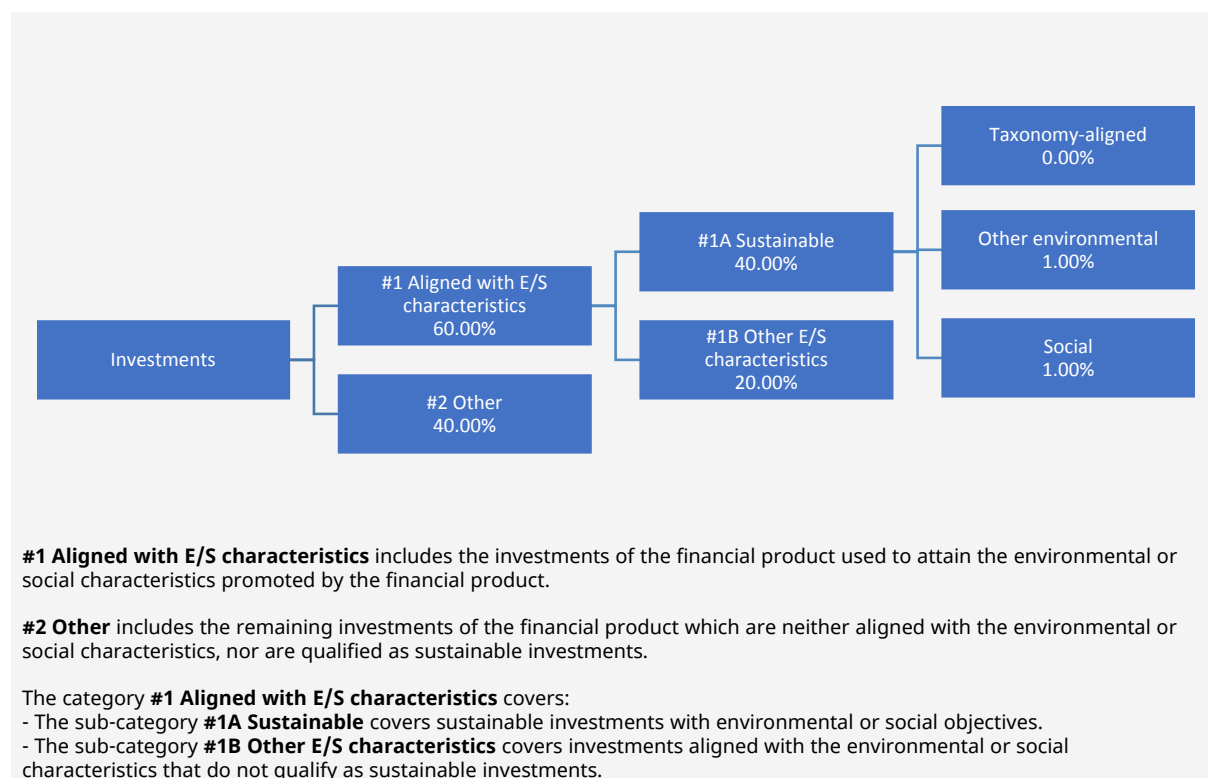 Investments
#1 Aligned with E/S
characteristics
60.00%
#2 Other
40.00%
#1A Sustainable
40.00%
#1B Other E/S
characteristics
20.00%
Taxonomy-aligned
0.00%
Other environmental
1.00%
Social
1.00%
#1 Aligned with E/S characteristics includes the investments of the financial product used to attain the environmental or
social characteristics promoted by the financial product.
#2 Other includes the remaining investments of the financial product which are neither aligned with the environmental or
social characteristics, nor are qualified as sustainable investments.
The category #1 Aligned with E/S characteristics covers:
- The sub-category #1A Sustainable covers sustainable investments with environmental or social objectives.
- The sub-category #1B Other E/S characteristics covers investments aligned with the environmental or social
characteristics that do not qualify as sustainable investments.